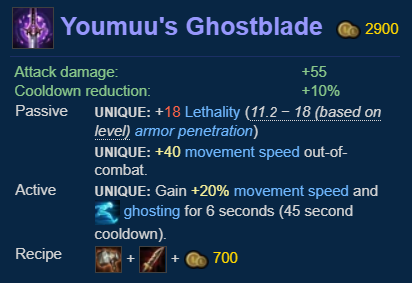 Youmuu's Ghostblade 2900
Attack damage: +55
Cooldown reduction: +10%
Passive UNIQUE: +18 Lethality (11.2 − 18 (based on
level) armor penetration)
UNIQUE: +40 movement speed out-of-
combat.
Active UNIQUE: Gain +20% movement speed and
ghosting for 6 seconds (45 second
cooldown).
Recipe + + 700